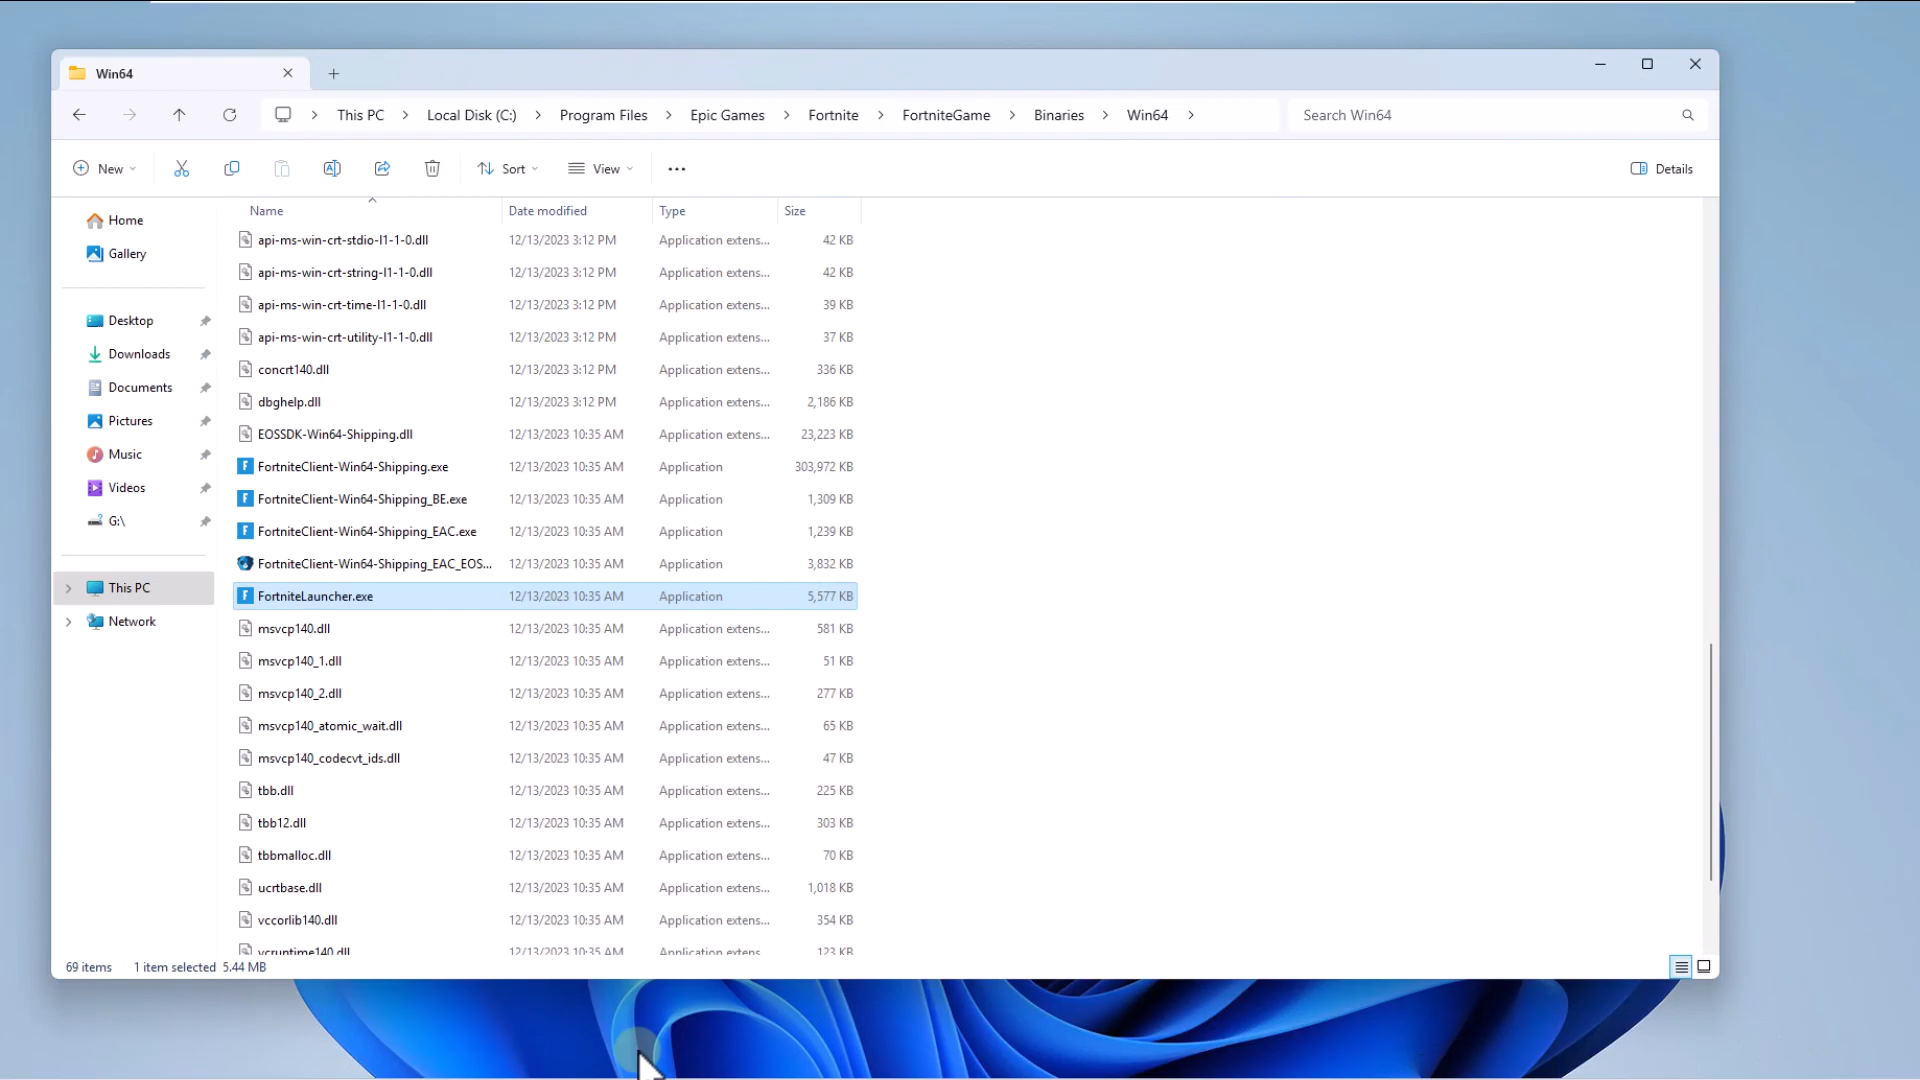 Win64
This PC
Local Disk (C:)
Program Files
Epic Games
Fortnite
FortniteGame
Binaries
Win64
Search Win64
New
Sort
View
Details
Home
Gallery
Desktop
Downloads
Documents
Pictures
Music
Videos
G:\
This PC
Network
Name Date modified Type Size
api-ms-win-crt-stdio-l1-1-0.dll 12/13/2023 3:12 PM Application extens... 42 KB
api-ms-win-crt-string-l1-1-0.dll 12/13/2023 3:12 PM Application extens... 42 KB
api-ms-win-crt-time-l1-1-0.dll 12/13/2023 3:12 PM Application extens... 39 KB
api-ms-win-crt-utility-l1-1-0.dll 12/13/2023 3:12 PM Application extens... 37 KB
concrt140.dll 12/13/2023 3:12 PM Application extens... 336 KB
dbghelp.dll 12/13/2023 3:12 PM Application extens... 2,186 KB
EOSSDK-Win64-Shipping.dll 12/13/2023 10:35 AM Application extens... 23,223 KB
FortniteClient-Win64-Shipping.exe 12/13/2023 10:35 AM Application 303,972 KB
FortniteClient-Win64-Shipping_BE.exe 12/13/2023 10:35 AM Application 1,309 KB
FortniteClient-Win64-Shipping_EAC.exe 12/13/2023 10:35 AM Application 1,239 KB
FortniteClient-Win64-Shipping_EAC_EOS... 12/13/2023 10:35 AM Application 3,832 KB
FortniteLauncher.exe 12/13/2023 10:35 AM Application 5,577 KB
msvcp140.dll 12/13/2023 10:35 AM Application extens... 581 KB
msvcp140_1.dll 12/13/2023 10:35 AM Application extens... 51 KB
msvcp140_2.dll 12/13/2023 10:35 AM Application extens... 277 KB
msvcp140_atomic_wait.dll 12/13/2023 10:35 AM Application extens... 65 KB
msvcp140_codecvt_ids.dll 12/13/2023 10:35 AM Application extens... 47 KB
tbb.dll 12/13/2023 10:35 AM Application extens... 225 KB
tbb12.dll 12/13/2023 10:35 AM Application extens... 303 KB
tbbmalloc.dll 12/13/2023 10:35 AM Application extens... 70 KB
ucrtbase.dll 12/13/2023 10:35 AM Application extens... 1,018 KB
vccorlib140.dll 12/13/2023 10:35 AM Application extens... 354 KB
vcruntime140.dll 12/13/2023 10:35 AM Application extens... 123 KB
69 items 1 item selected 5.44 MB